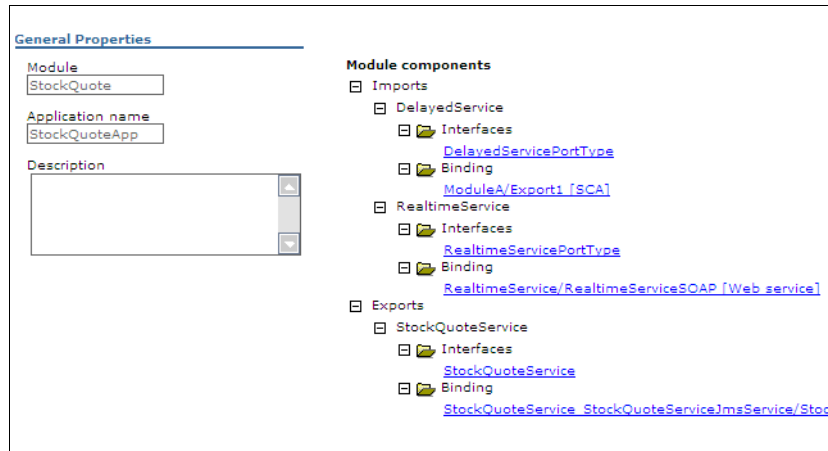 General Properties
Module
StockQuote
Application name
StockQuoteApp
Description
Module components
Imports
DelayedService
Interfaces
DelayedServicePortType
Binding
ModuleA/Export1 [SCA]
RealtimeService
Interfaces
RealtimeServicePortType
Binding
RealtimeService/RealtimeServiceSOAP [Web service]
Exports
StockQuoteService
Interfaces
StockQuoteService
Binding
StockQuoteService_StockQuoteServiceJmsService/Stoc